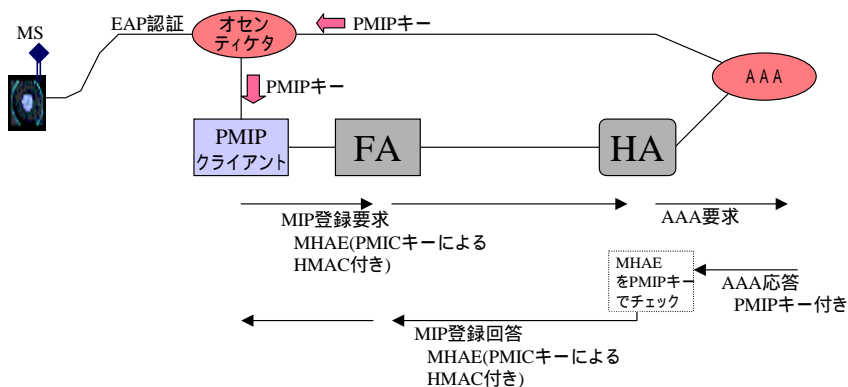 EAP認証
オセン
ティケタ
PMIPキー
MS
AAA
PMIPキー
PMIP
クライアント
FA
HA
MIP登録要求
MHAE(PMICキーによる
HMAC付き)
AAA要求
MHAE
をPMIPキー
でチェック
AAA応答
PMIPキー付き
MIP登録回答
MHAE(PMICキーによる
HMAC付き)